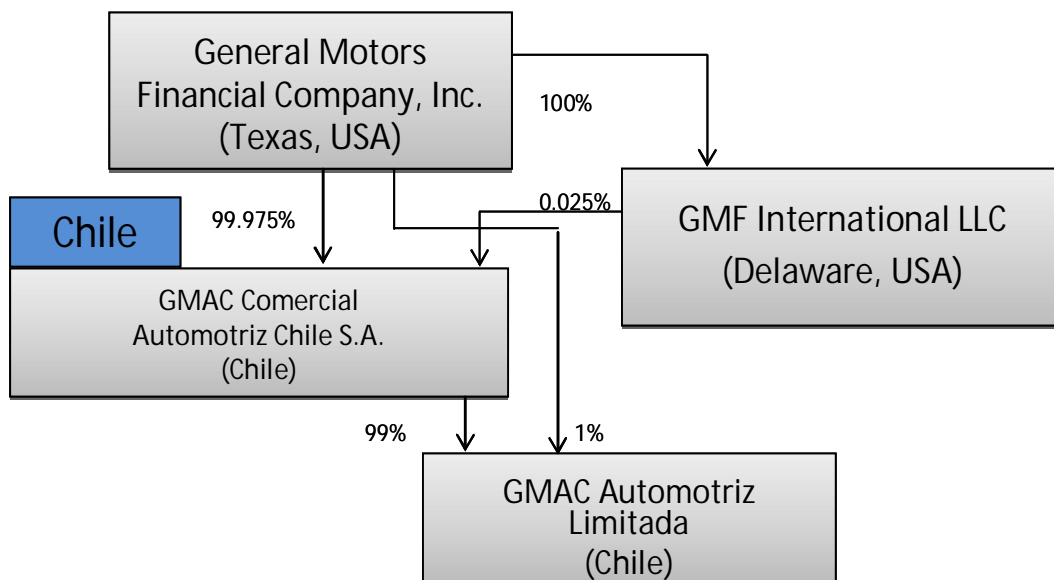 General Motors
Financial Company, Inc.
(Texas, USA)
100%
99.975%
0.025%
GMF International LLC
(Delaware, USA)
Chile
GMAC Comercial
Automotriz Chile S.A.
(Chile)
99%
1%
GMAC Automotriz
Limitada
(Chile)